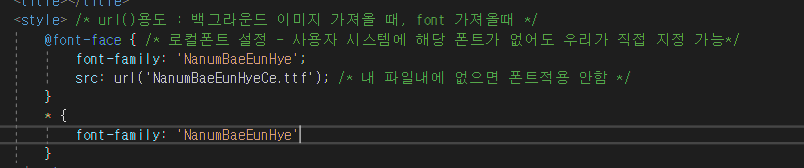 <title></title>
<style> /* url()용도 : 백그라운드 이미지 가져올 때, font 가져올때 */
@font-face { /* 로컬폰트 설정 - 사용자 시스템에 해당 폰트가 없어도 우리가 직접 지정 가능*/
font-family: 'NanumBaeEunHye';
src: url('NanumBaeEunHyeCe.ttf'); /* 내 파일내에 없으면 폰트적용 안함 */
}
* {
font-family: 'NanumBaeEunHye'
}